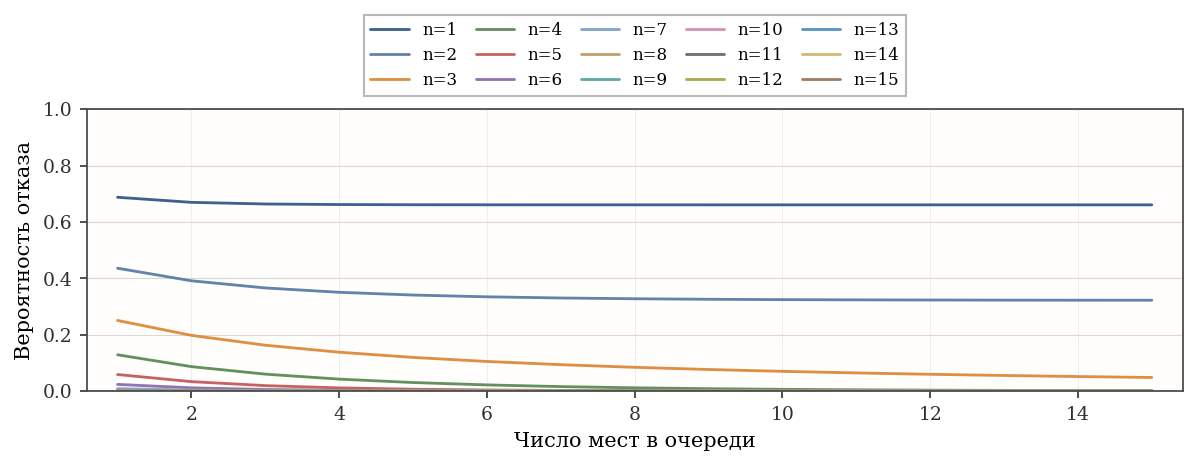 n=1 n=4 n=7 n=10 n=13
n=2 n=5 n=8 n=11 n=14
n=3 n=6 n=9 n=12 n=15
1.0
0.8
0.6
0.4
0.2
0.0
Вероятность отказа
2 4 6 8 10 12 14
Число мест в очереди